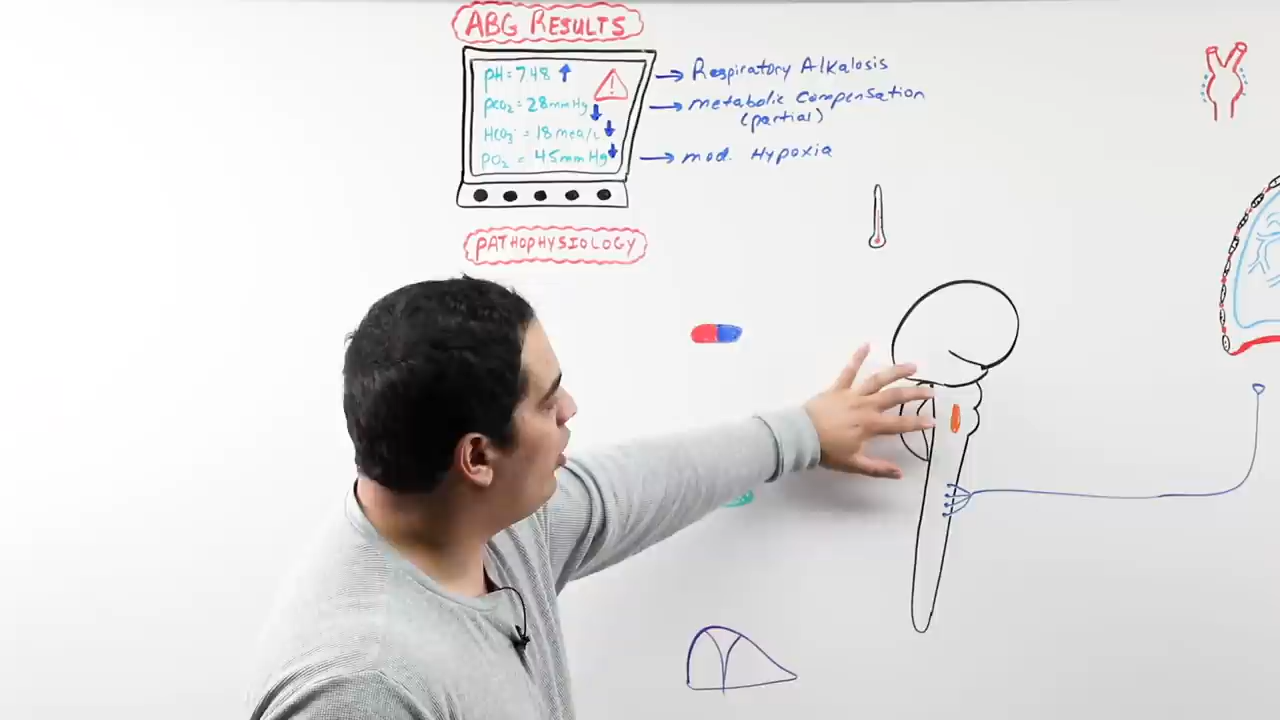 ABG RESULTS
pH = 7.48
pCO₂ = 28 mmHg
HCO₃⁻ = 18 meq/L
pO₂ = 45 mmHg
Respiratory Alkalosis
metabolic compensation
(partial)
mod. Hypoxia
PATHOPHYSIOLOGY